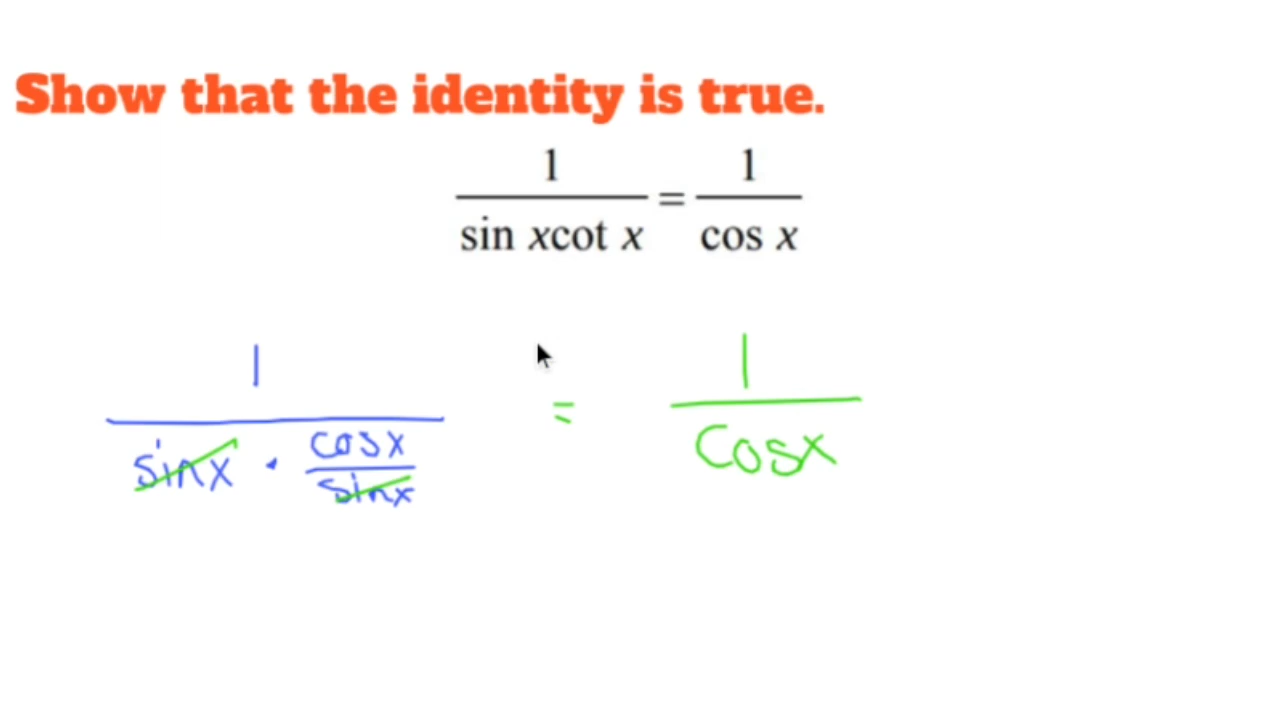 Show that the identity is true.
1 / sin xcot x = 1 / cos x
1 / sinx · cosx / sinx = 1 / cosx